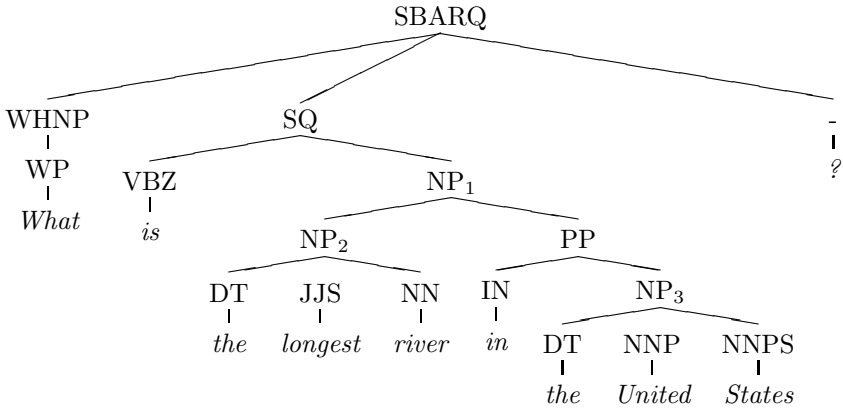 SBARQ
WHNP SQ -
WP VBZ NP₁ ?
What is NP₂ PP
DT JJS NN IN NP₃
the longest river in DT NNP NNPS
the United States